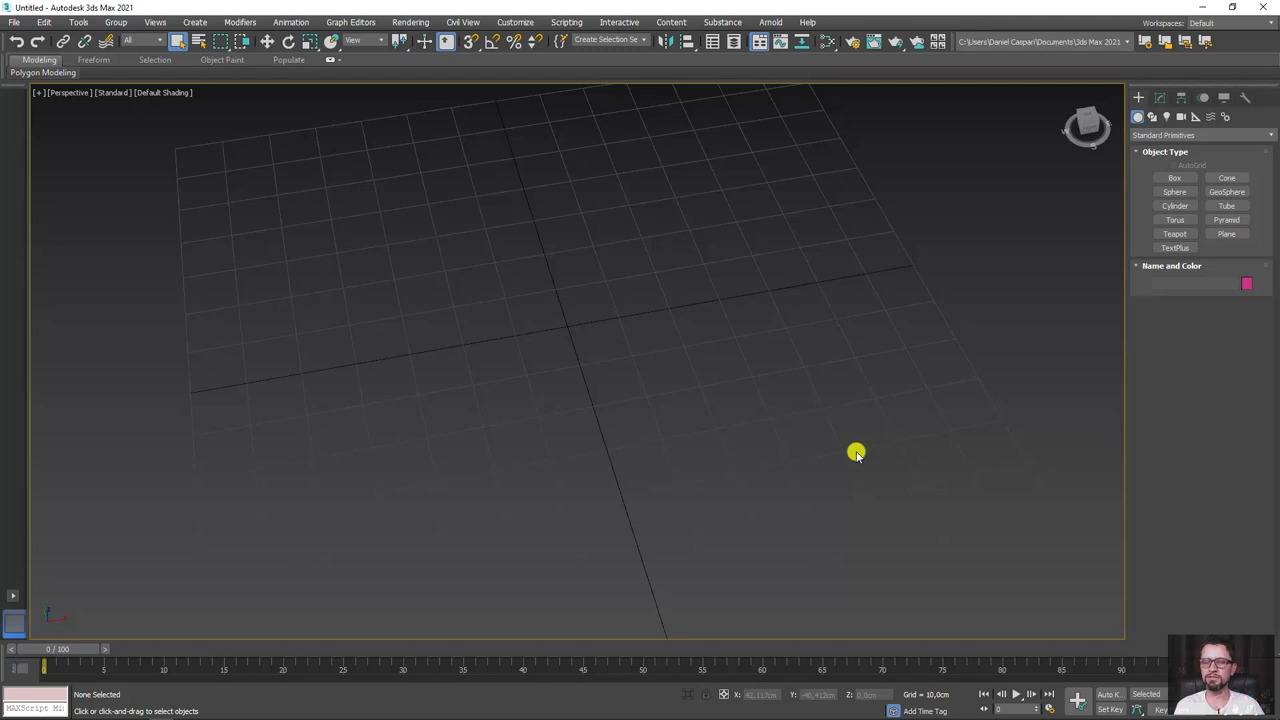 Untitled - Autodesk 3ds Max 2021
File Edit Tools Group Views Create Modifiers Animation Graph Editors Rendering Civil View Customize Scripting Interactive Content Substance Arnold Help
Workspaces: Default
All
View
Create Selection Se
C:\Users\Daniel Caspari\Documents\3ds Max 2021
Modeling Freeform Selection Object Paint Populate
Polygon Modeling
[+] [Perspective] [Standard] [Default Shading]
W S
Standard Primitives
Object Type
AutoGrid
Box Cone
Sphere GeoSphere
Cylinder Tube
Torus Pyramid
Teapot Plane
TextPlus
Name and Color
< 0 / 100 >
0 5 10 15 20 25 30 35 40 45 50 55 60 65 70 75 80 85 90
None Selected
X: 42,117cm Y: -40,412cm Z: 0,0cm Grid = 10,0cm
Auto K... Selected
MAXScript Mi
Click or click-and-drag to select objects
Add Time Tag
0
Set Key